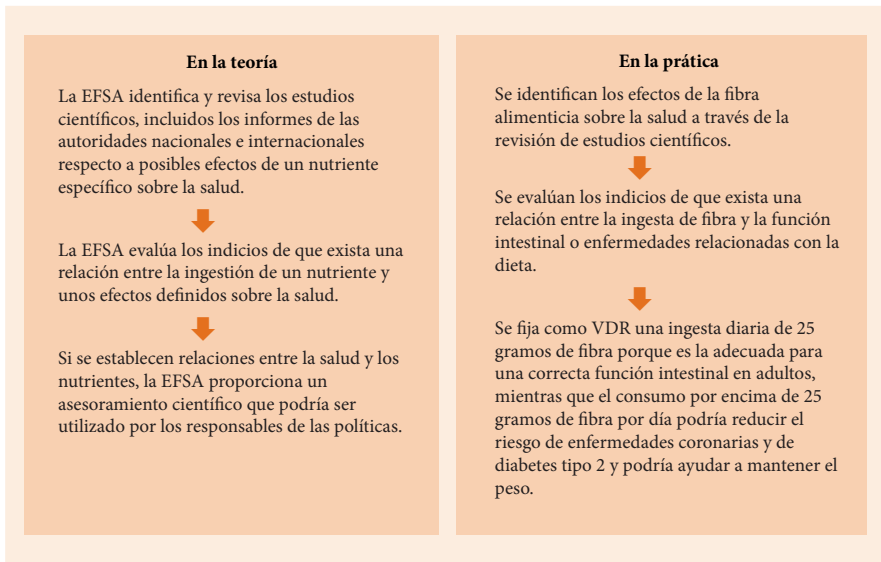 En la teoría
La EFSA identifica y revisa los estudios
científicos, incluidos los informes de las
autoridades nacionales e internacionales
respecto a posibles efectos de un nutriente
específico sobre la salud.
La EFSA evalúa los indicios de que exista una
relación entre la ingestión de un nutriente y
unos efectos definidos sobre la salud.
Si se establecen relaciones entre la salud y los
nutrientes, la EFSA proporciona un
asesoramiento científico que podría ser
utilizado por los responsables de las políticas.
En la prática
Se identifican los efectos de la fibra
alimenticia sobre la salud a través de la
revisión de estudios científicos.
Se evalúan los indicios de que exista una
relación entre la ingesta de fibra y la función
intestinal o enfermedades relacionadas con la
dieta.
Se fija como VDR una ingesta diaria de 25
gramos de fibra porque es la adecuada para
una correcta función intestinal en adultos,
mientras que el consumo por encima de 25
gramos de fibra por día podría reducir el
riesgo de enfermedades coronarias y de
diabetes tipo 2 y podría ayudar a mantener el
peso.